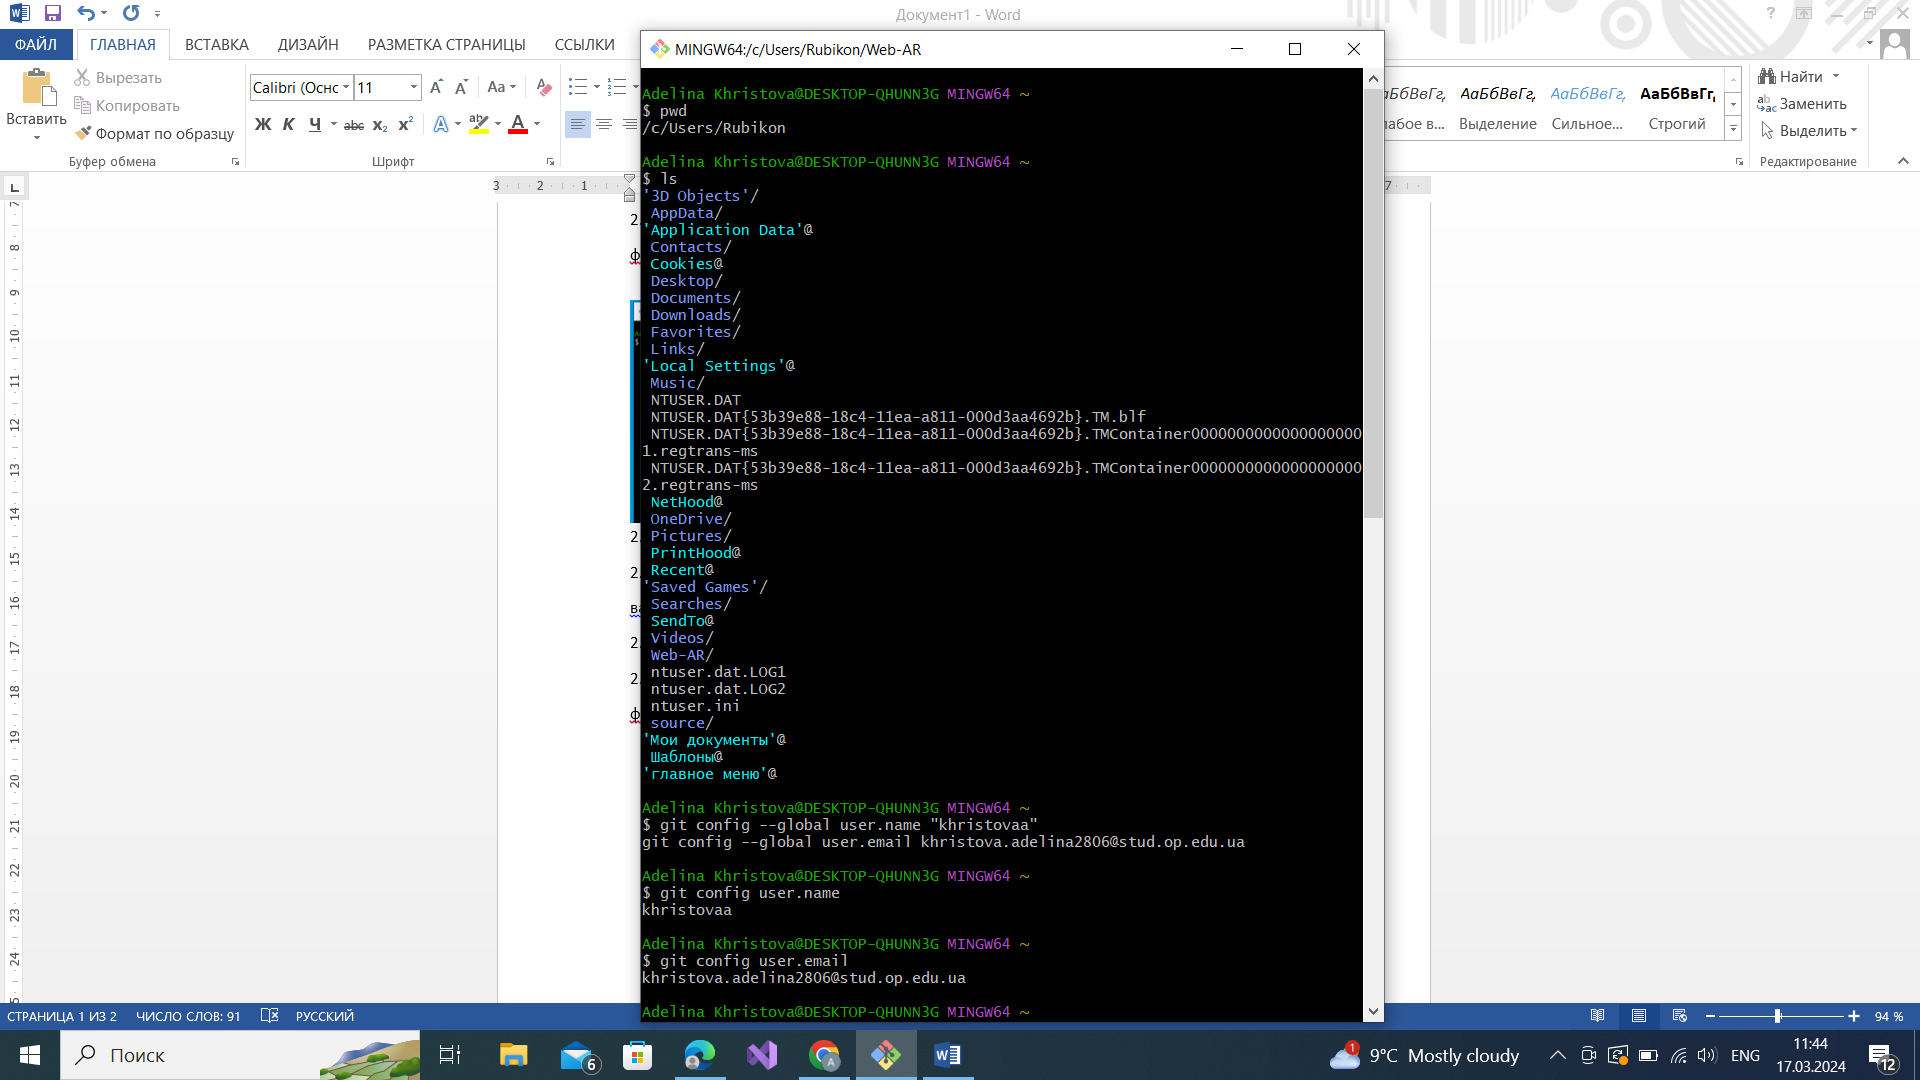 Документ1 - Word
ФАЙЛ ГЛАВНАЯ ВСТАВКА ДИЗАЙН РАЗМЕТКА СТРАНИЦЫ ССЫЛКИ
Вставить
Вырезать
Копировать
Формат по образцу
Буфер обмена
Calibri (Оснс 11
Ж К Ч abc x₂ x²
Шрифт
АаБбВвГг, АаБбВвГг, АаБбВвГг, АаБбВвГг,
лабое в... Выделение Сильное... Строгий
Найти
Заменить
Выделить
Редактирование
MINGW64:/c/Users/Rubikon/Web-AR
Adelina Khristova@DESKTOP-QHUNN3G MINGW64 ~
$ pwd
/c/Users/Rubikon
Adelina Khristova@DESKTOP-QHUNN3G MINGW64 ~
$ ls
'3D Objects'/
AppData/
'Application Data'@
Contacts/
Cookies@
Desktop/
Documents/
Downloads/
Favorites/
Links/
'Local Settings'@
Music/
NTUSER.DAT
NTUSER.DAT{53b39e88-18c4-11ea-a811-000d3aa4692b}.TM.blf
NTUSER.DAT{53b39e88-18c4-11ea-a811-000d3aa4692b}.TMContainer0000000000000000000
1.regtrans-ms
NTUSER.DAT{53b39e88-18c4-11ea-a811-000d3aa4692b}.TMContainer0000000000000000000
2.regtrans-ms
NetHood@
OneDrive/
Pictures/
PrintHood@
Recent@
'Saved Games'/
Searches/
SendTo@
Videos/
Web-AR/
ntuser.dat.LOG1
ntuser.dat.LOG2
ntuser.ini
source/
'Мои документы'@
Шаблоны@
'главное меню'@
Adelina Khristova@DESKTOP-QHUNN3G MINGW64 ~
$ git config --global user.name "khristovaa"
git config --global user.email khristova.adelina2806@stud.op.edu.ua
Adelina Khristova@DESKTOP-QHUNN3G MINGW64 ~
$ git config user.name
khristovaa
Adelina Khristova@DESKTOP-QHUNN3G MINGW64 ~
$ git config user.email
khristova.adelina2806@stud.op.edu.ua
Adelina Khristova@DESKTOP-QHUNN3G MINGW64 ~
СТРАНИЦА 1 ИЗ 2 ЧИСЛО СЛОВ: 91 РУССКИЙ 94 %
Поиск
6
9°C Mostly cloudy
ENG
11:44
17.03.2024
12